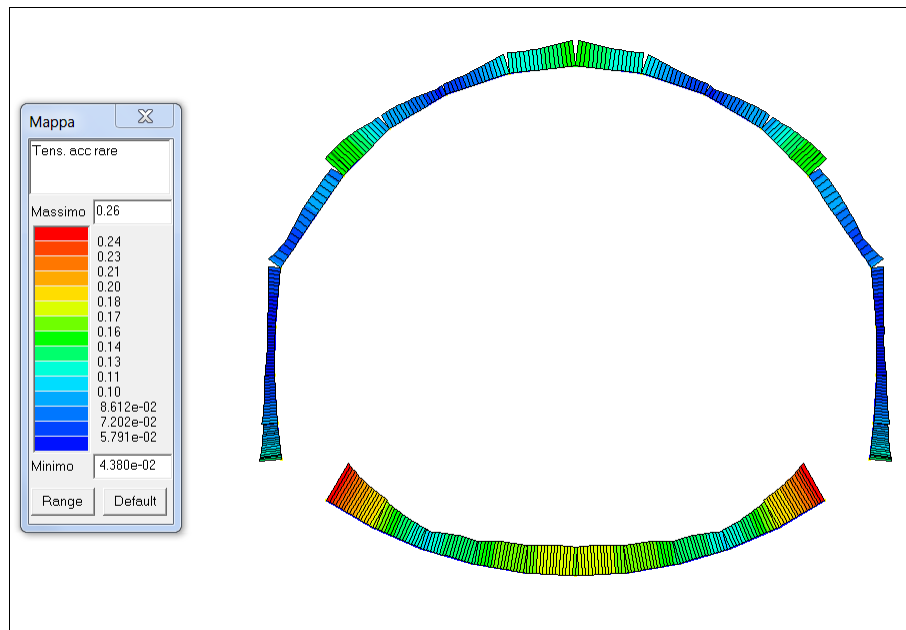 Mappa
Tens. acc rare
Massimo 0.26
0.24
0.23
0.21
0.20
0.18
0.17
0.16
0.14
0.13
0.11
0.10
8.612e-02
7.202e-02
5.791e-02
Minimo 4.380e-02
Range Default